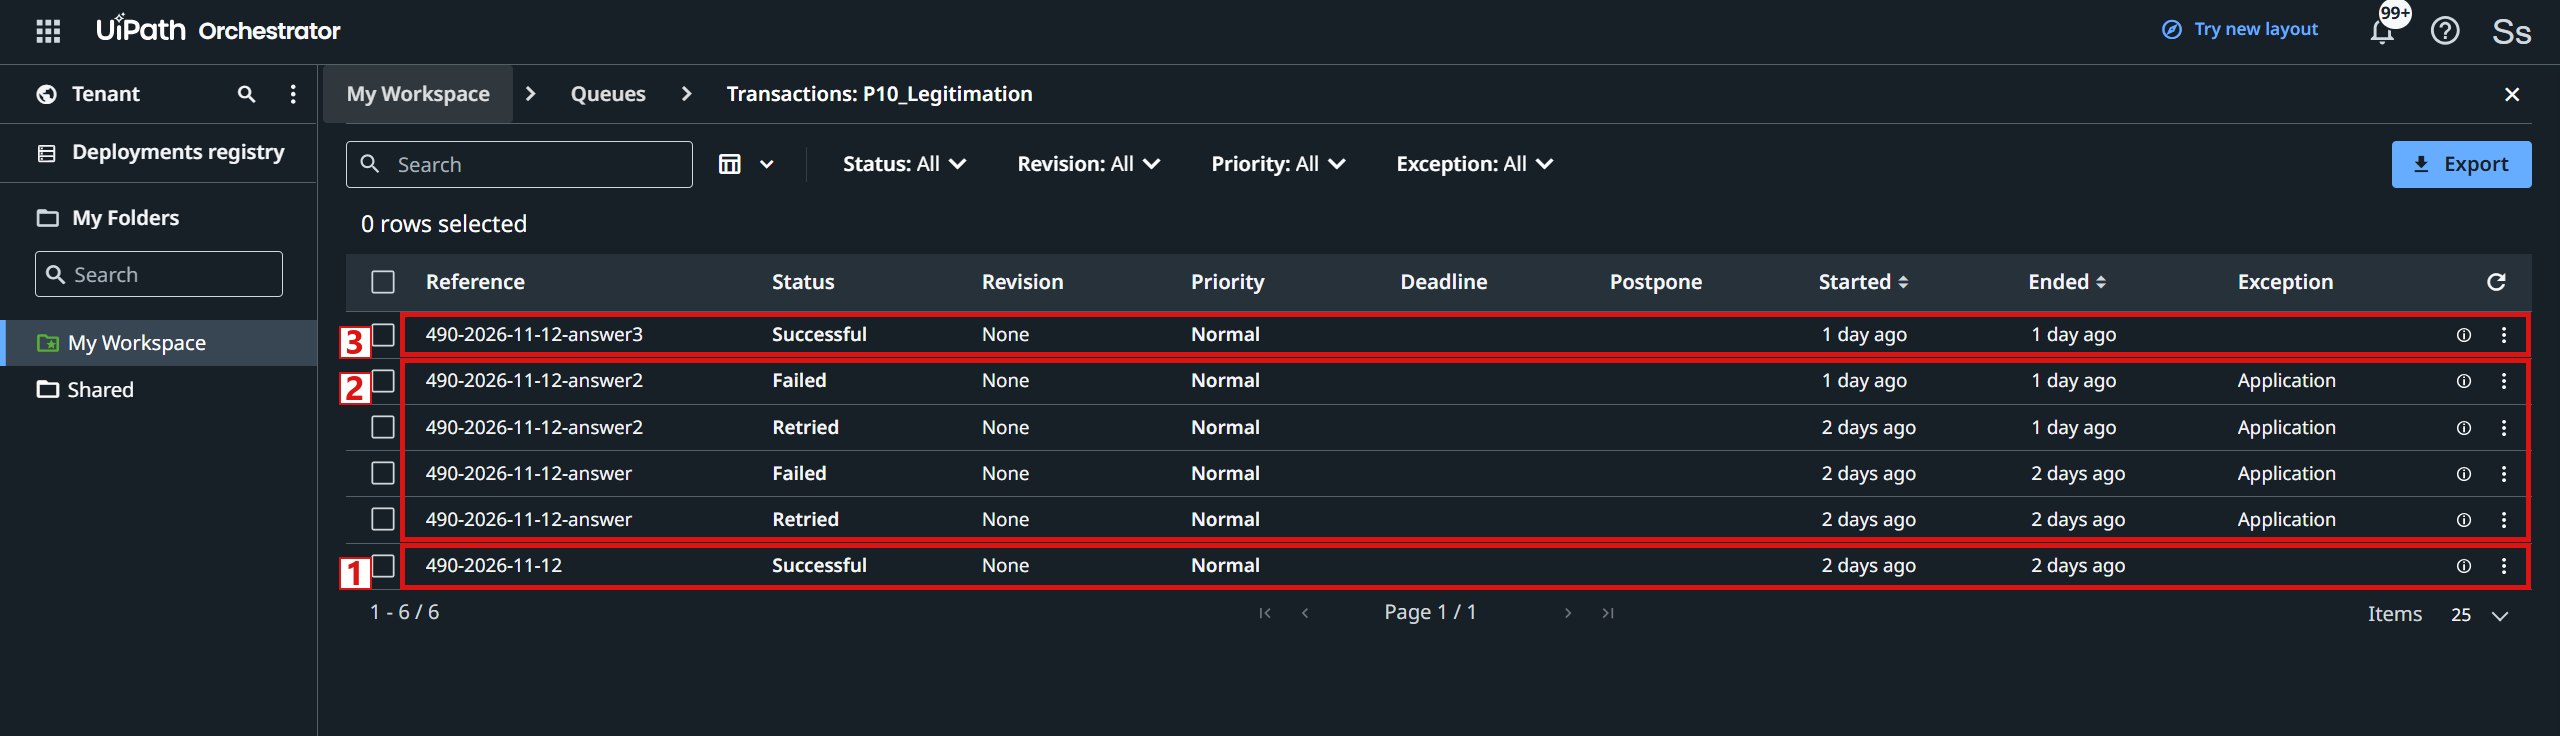 UiPath Orchestrator
Try new layout
99+
Ss
Tenant
My Workspace
Queues
Transactions: P10_Legitimation
Deployments registry
Search
Status: All
Revision: All
Priority: All
Exception: All
Export
My Folders
0 rows selected
Search
My Workspace
Shared
Reference Status Revision Priority Deadline Postpone Started Ended Exception
3 490-2026-11-12-answer3 Successful None Normal 1 day ago 1 day ago
2 490-2026-11-12-answer2 Failed None Normal 1 day ago 1 day ago Application
490-2026-11-12-answer2 Retried None Normal 2 days ago 1 day ago Application
490-2026-11-12-answer Failed None Normal 2 days ago 2 days ago Application
490-2026-11-12-answer Retried None Normal 2 days ago 2 days ago Application
1 490-2026-11-12 Successful None Normal 2 days ago 2 days ago
1 - 6 / 6
Page 1 / 1
Items 25